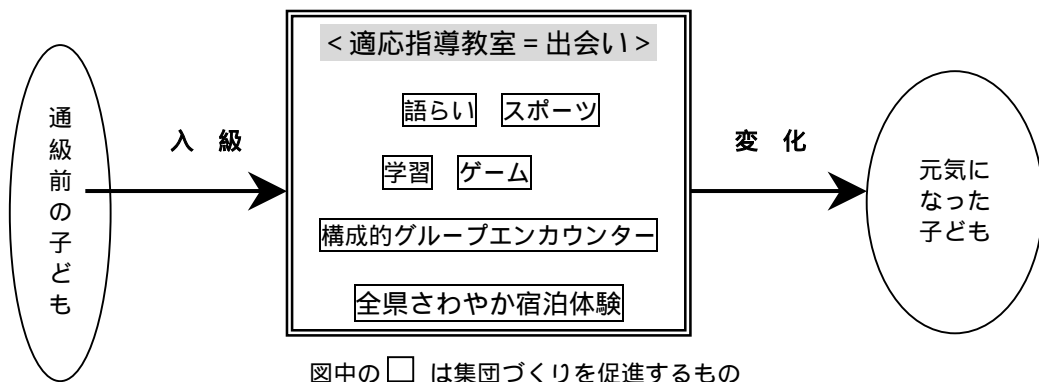 通級前の子ども
入 級
＜適応指導教室＝出会い＞
語らい スポーツ
学習 ゲーム
構成的グループエンカウンター
全県さわやか宿泊体験
変 化
元気に
なった
子ども
図中の□ は集団づくりを促進するもの